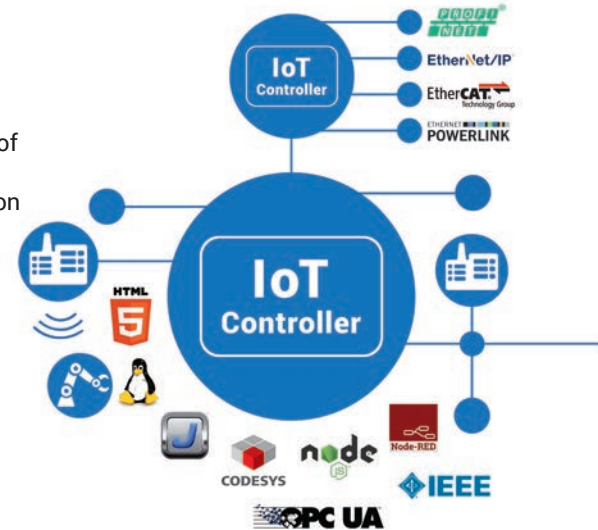 PROFI
NET
®
IoT
Controller
EtherNet/IP
EtherCAT.
Technology Group
ETHERNET
POWERLINK
of
on
IoT
Controller
HTML
5
J
CODESYS
node
JS
Node-RED
IEEE
OPC UA